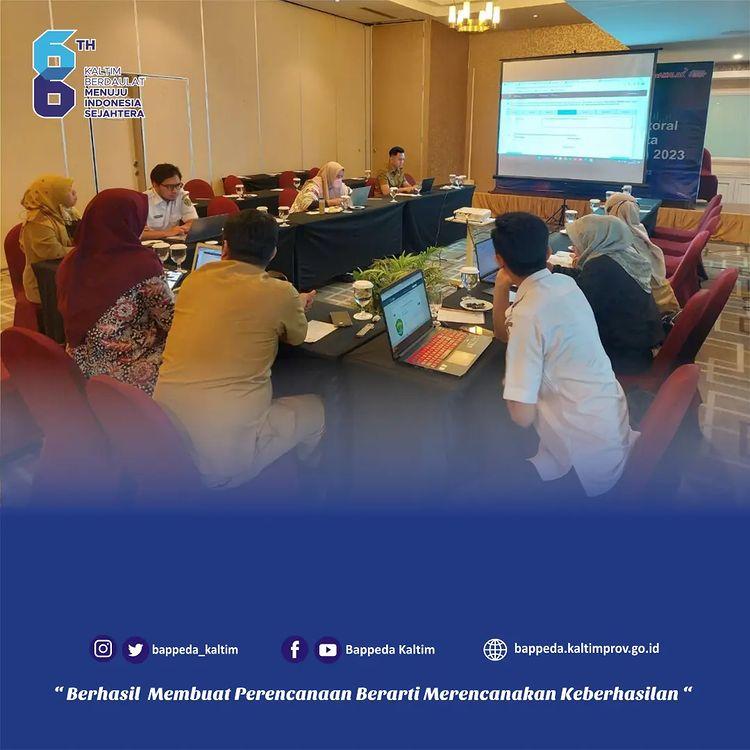 66TH
KALTIM
BERDAULAT
MENUJU
INDONESIA
SEJAHTERA
2023
bappeda_kaltim
Bappeda Kaltim
bappeda.kaltimprov.go.id
“ Berhasil Membuat Perencanaan Berarti Merencanakan Keberhasilan “